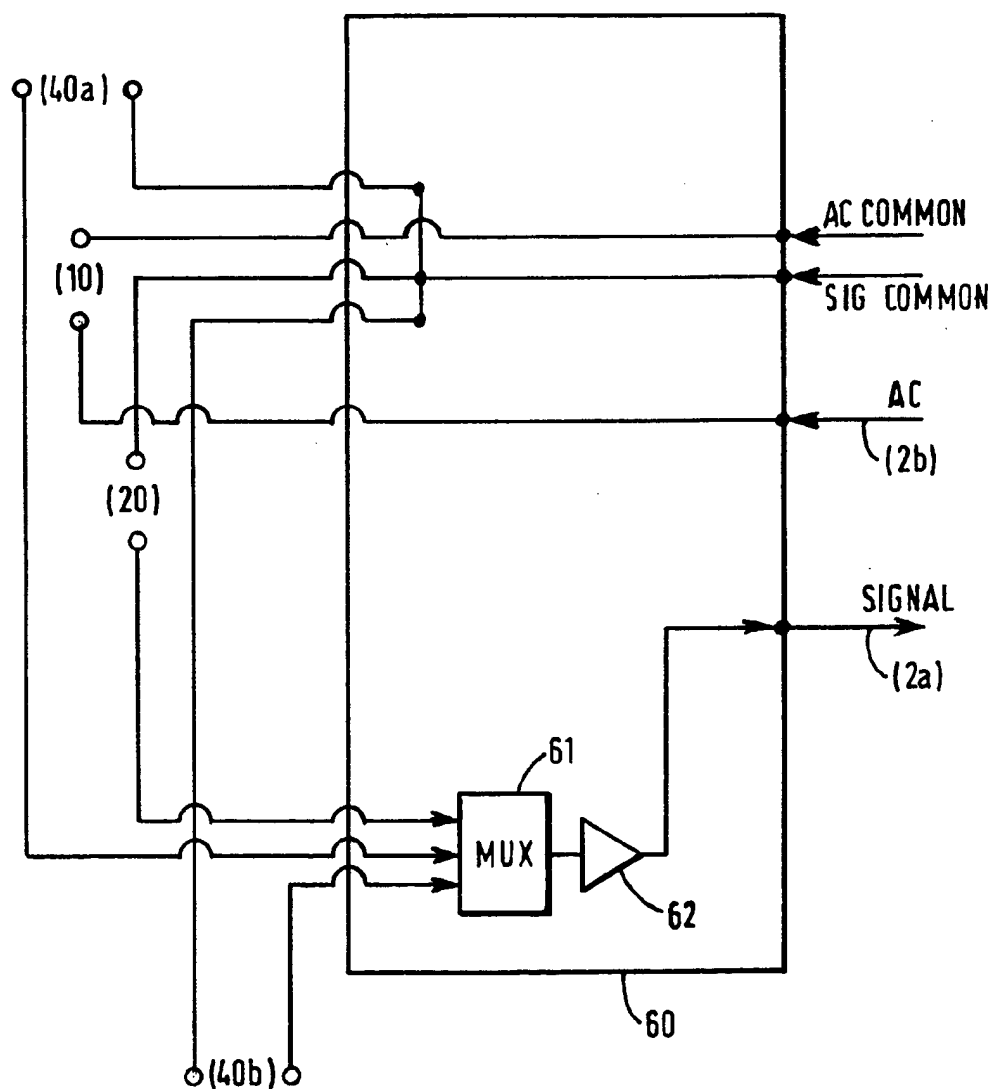 (40a)
AC COMMON
(10)
SIG COMMON
AC
(2b)
(20)
SIGNAL
(2a)
61
MUX
62
60
(40b)